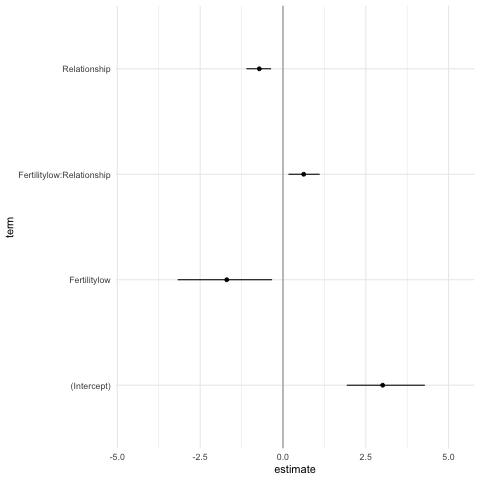 Relationship
Fertilitylow:Relationship
term
Fertilitylow
(Intercept)
-5.0 -2.5 0.0 2.5 5.0
estimate